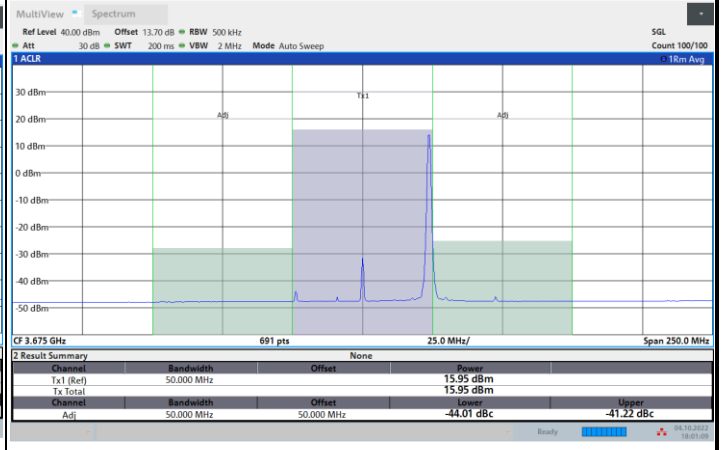 MultiView Spectrum
Ref Level 40.00 dBm Offset 13.70 dB RBW 500 kHz SGL
Att 30 dB SWT 200 ms VBW 2 MHz Mode Auto Sweep Count 100/100
1 ACLR 1Rm Avg
30 dBm
Tx1
20 dBm Adj Adj
10 dBm
0 dBm
-10 dBm
-20 dBm
-30 dBm
-40 dBm
-50 dBm
CF 3.675 GHz 691 pts 25.0 MHz/ Span 250.0 MHz
2 Result Summary None
Channel Bandwidth Offset Power
Tx1 (Ref) 50.000 MHz 15.95 dBm
Tx Total 15.95 dBm
Channel Bandwidth Offset Lower Upper
Adj 50.000 MHz 50.000 MHz -44.01 dBc -41.22 dBc
Ready 04.10.2022
18:01:09